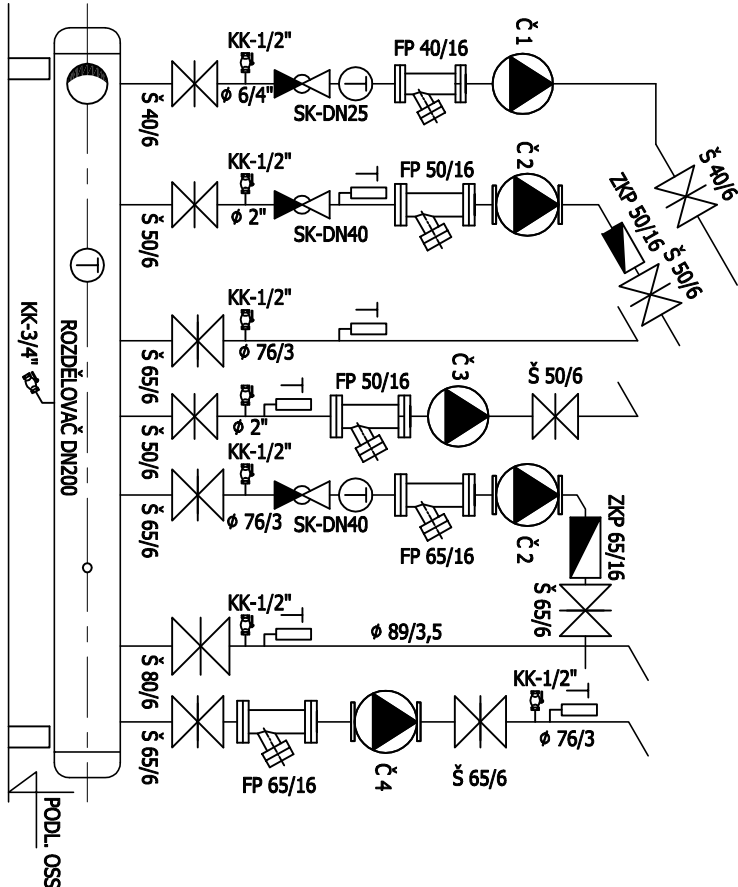 KK-1/2"
Č 1
FP 40/16
Š 40/6
ϕ 6/4"
SK-DN25
KK-1/2"
Č 2
FP 50/16
Š 40/6
ZKP 50/16
Š 50/6
Š 50/6
ϕ 2"
SK-DN40
KK-1/2"
KK-3/4"
ROZDĚLOVAČ DN200
Š 65/6
ϕ 76/3
FP 50/16
Č 3
Š 50/6
Š 50/6
ϕ 2"
KK-1/2"
Š 65/6
ϕ 76/3
SK-DN40
FP 65/16
Č 2
ZKP 65/16
Š 65/6
KK-1/2"
ϕ 89/3,5
Š 80/6
KK-1/2"
Š 65/6
FP 65/16
Č 4
Š 65/6
ϕ 76/3
PODL. OSS